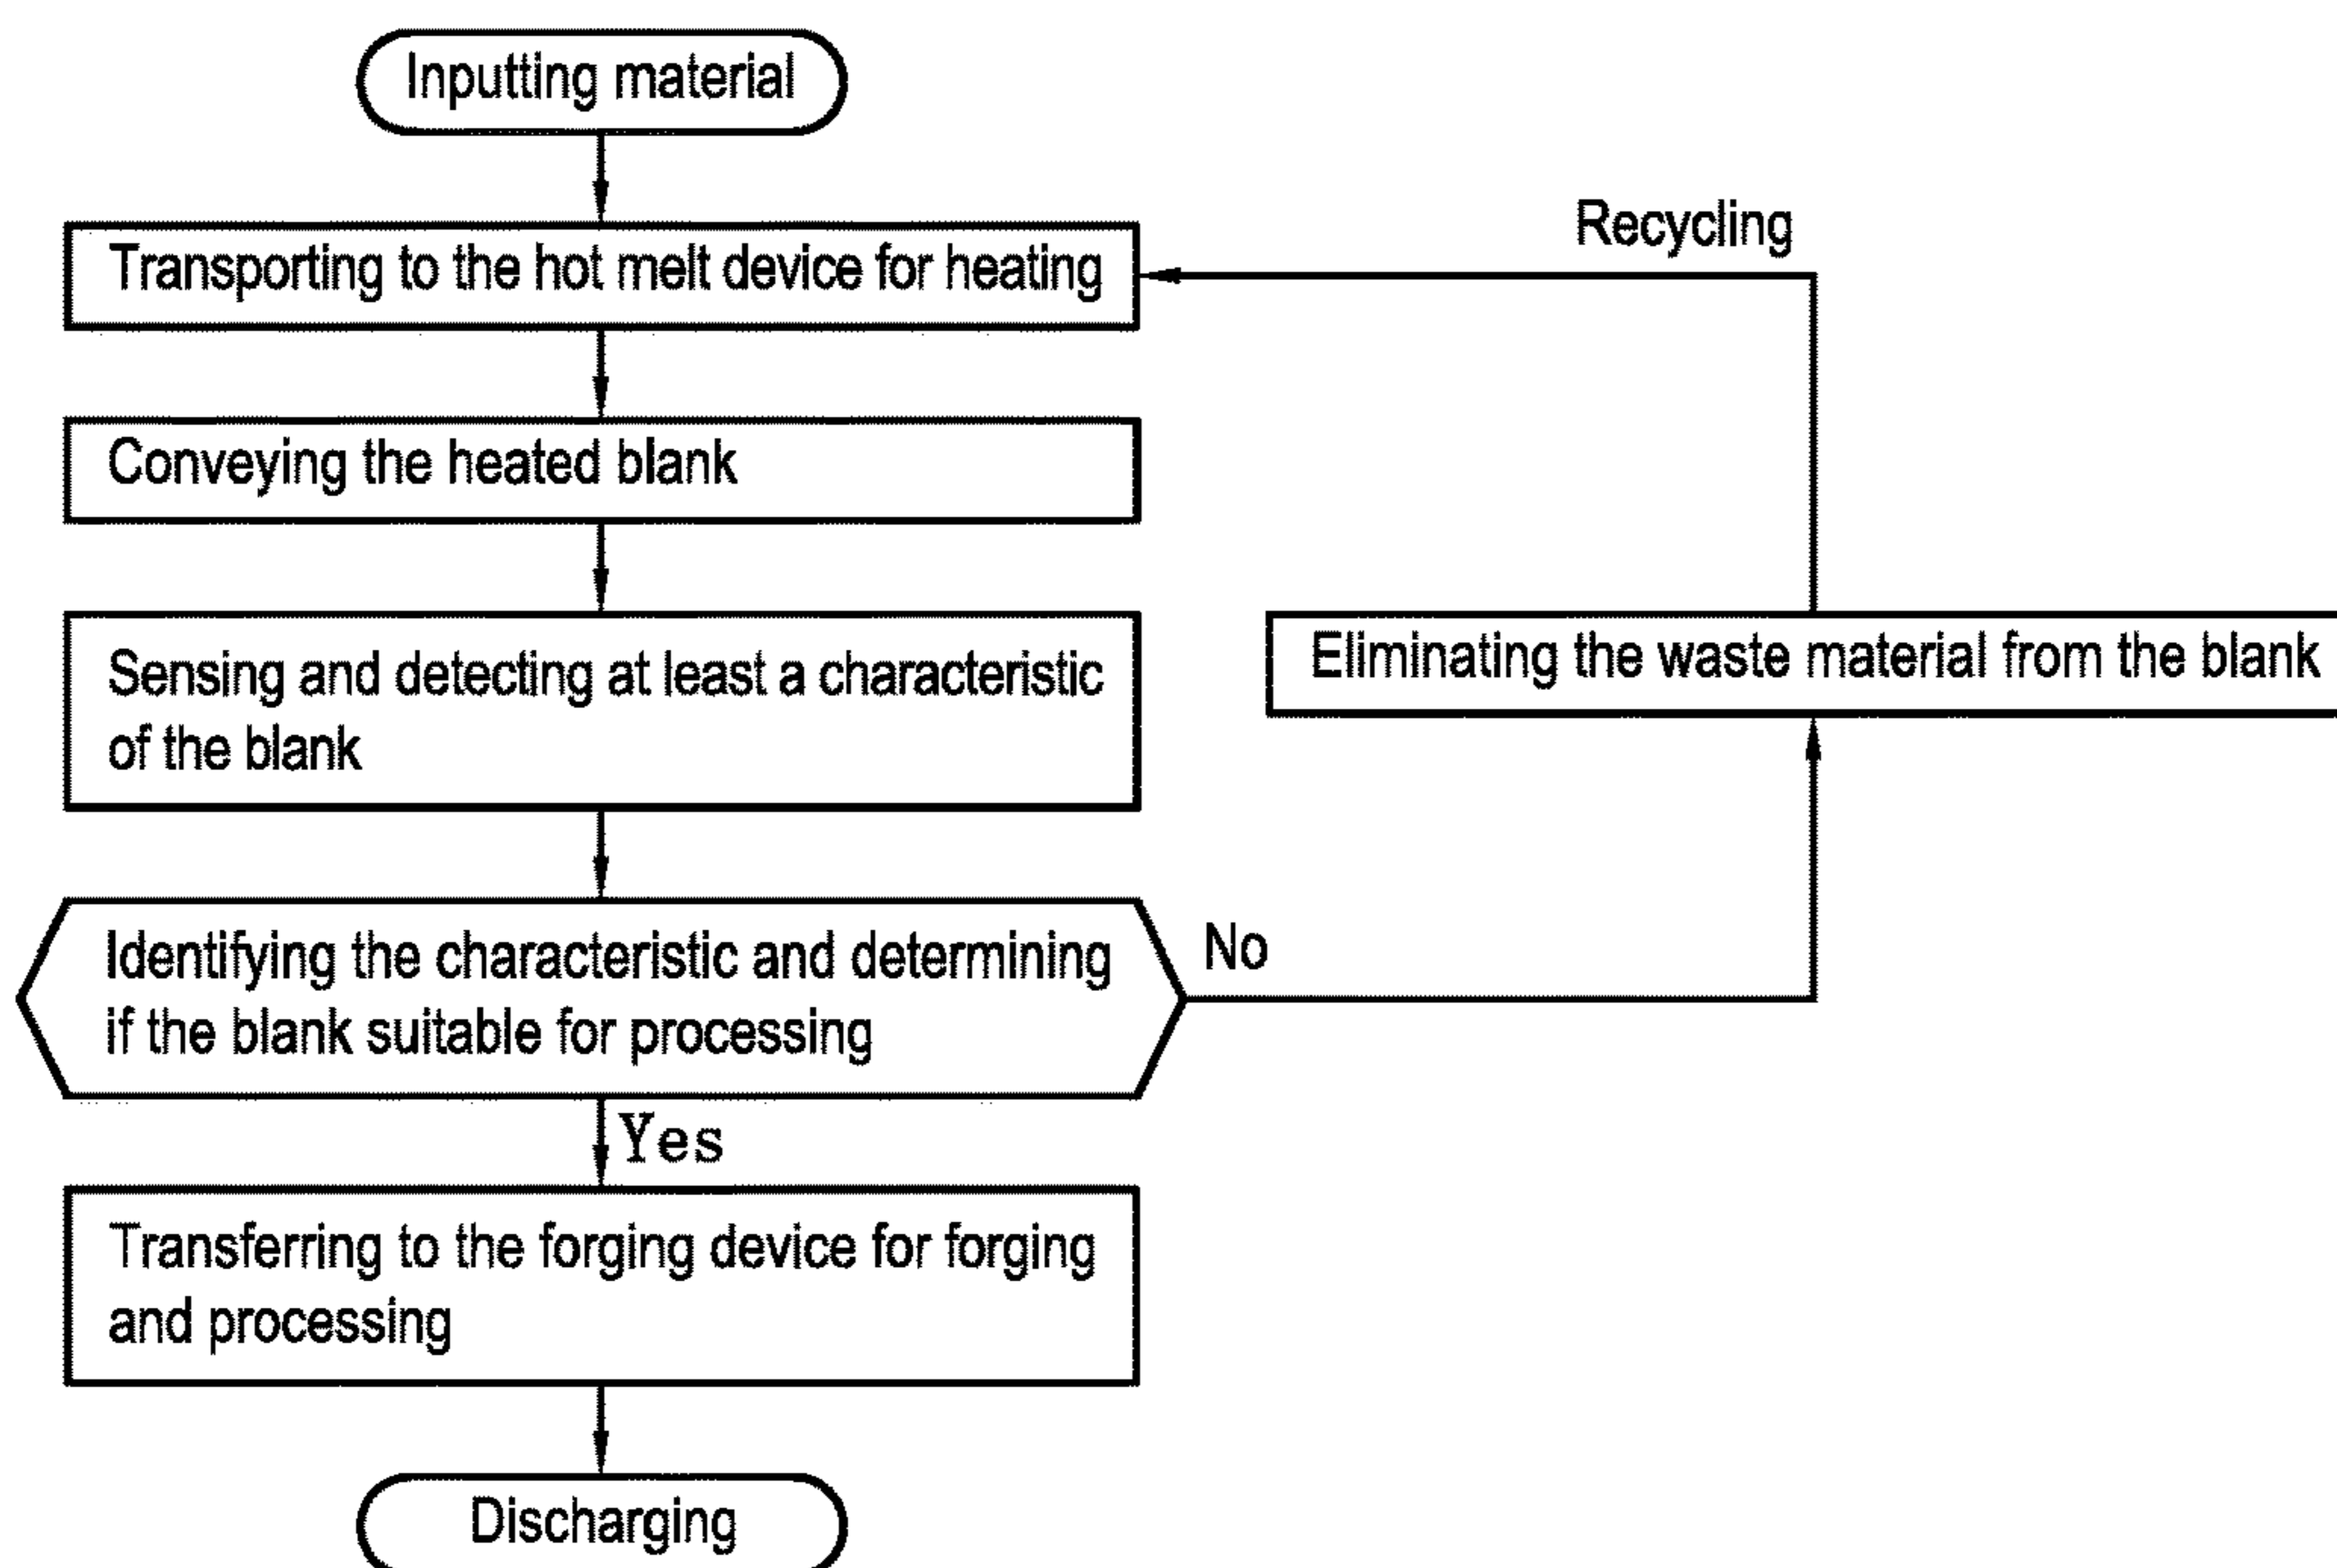 Inputting material
Recycling
Transporting to the hot melt device for heating
Conveying the heated blank
Sensing and detecting at least a characteristic
of the blank
Eliminating the waste material from the blank
Identifying the characteristic and determining
if the blank suitable for processing
No
Yes
Transferring to the forging device for forging
and processing
Discharging